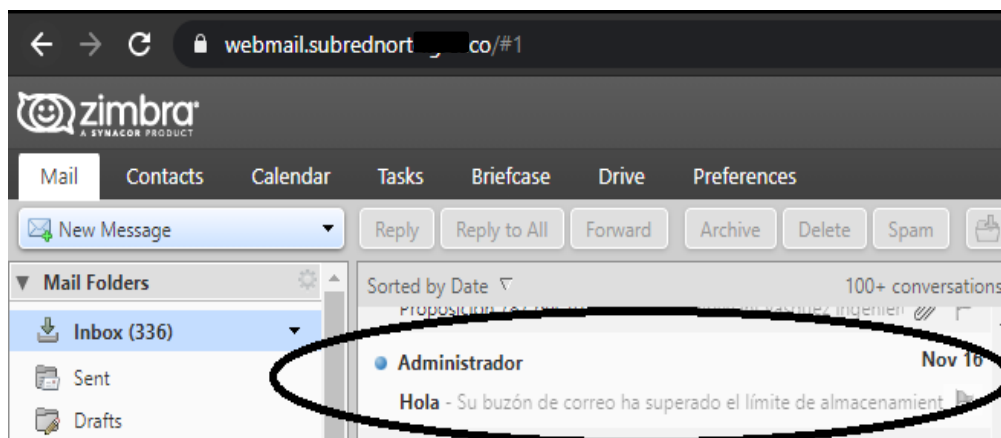 webmail.subrednort co/#1
zimbra
A SYNACOR PRODUCT
Mail Contacts Calendar Tasks Briefcase Drive Preferences
New Message Reply Reply to All Forward Archive Delete Spam
Mail Folders Sorted by Date 100+ conversations
Inbox (336)
Administrador Nov 16
Sent
Hola - Su buzón de correo ha superado el límite de almacenamient
Drafts